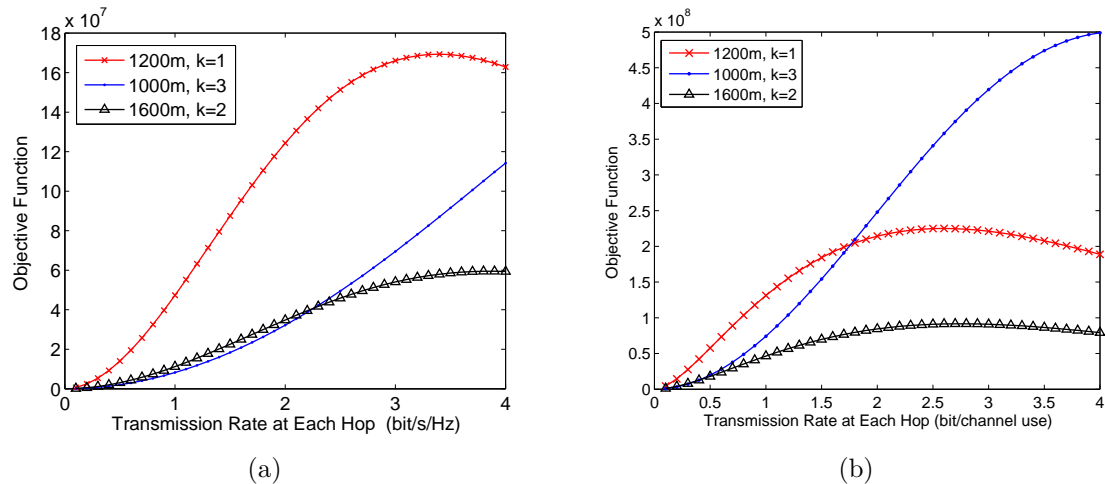 x 10^7
18
16
14
12
10
8
6
4
2
0
0 1 2 3 4
Objective Function
Transmission Rate at Each Hop (bit/s/Hz)
1200m, k=1
1000m, k=3
1600m, k=2
(a)
x 10^8
5
4.5
4
3.5
3
2.5
2
1.5
1
0.5
0
0 0.5 1 1.5 2 2.5 3 3.5 4
Objective Function
Transmission Rate at Each Hop (bit/channel use)
1200m, k=1
1000m, k=3
1600m, k=2
(b)